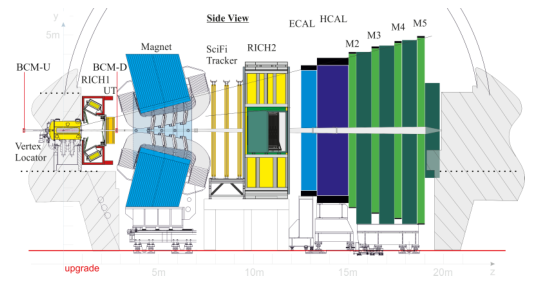 Side View
y
5m
ECAL
HCAL
M5
M4
M3
M2
Magnet
SciFi
Tracker
RICH2
BCM-U
BCM-D
RICH1
UT
Vertex
Locator
upgrade
5m
10m
15m
20m
z